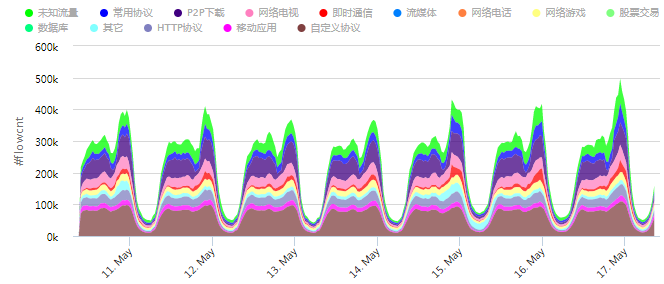 未知流量 常用协议 P2P下载 网络电视 即时通信 流媒体 网络电话 网络游戏 股票交易
数据库 其它 HTTP协议 移动应用 自定义协议
600k
500k
400k
300k
200k
100k
0k
#flowcnt
11. May 12. May 13. May 14. May 15. May 16. May 17. May